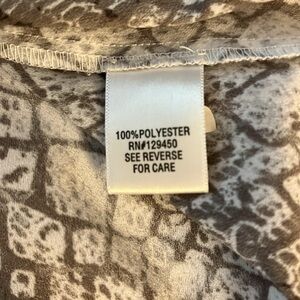 100%POLYESTER
RN#129450
SEE REVERSE
FOR CARE